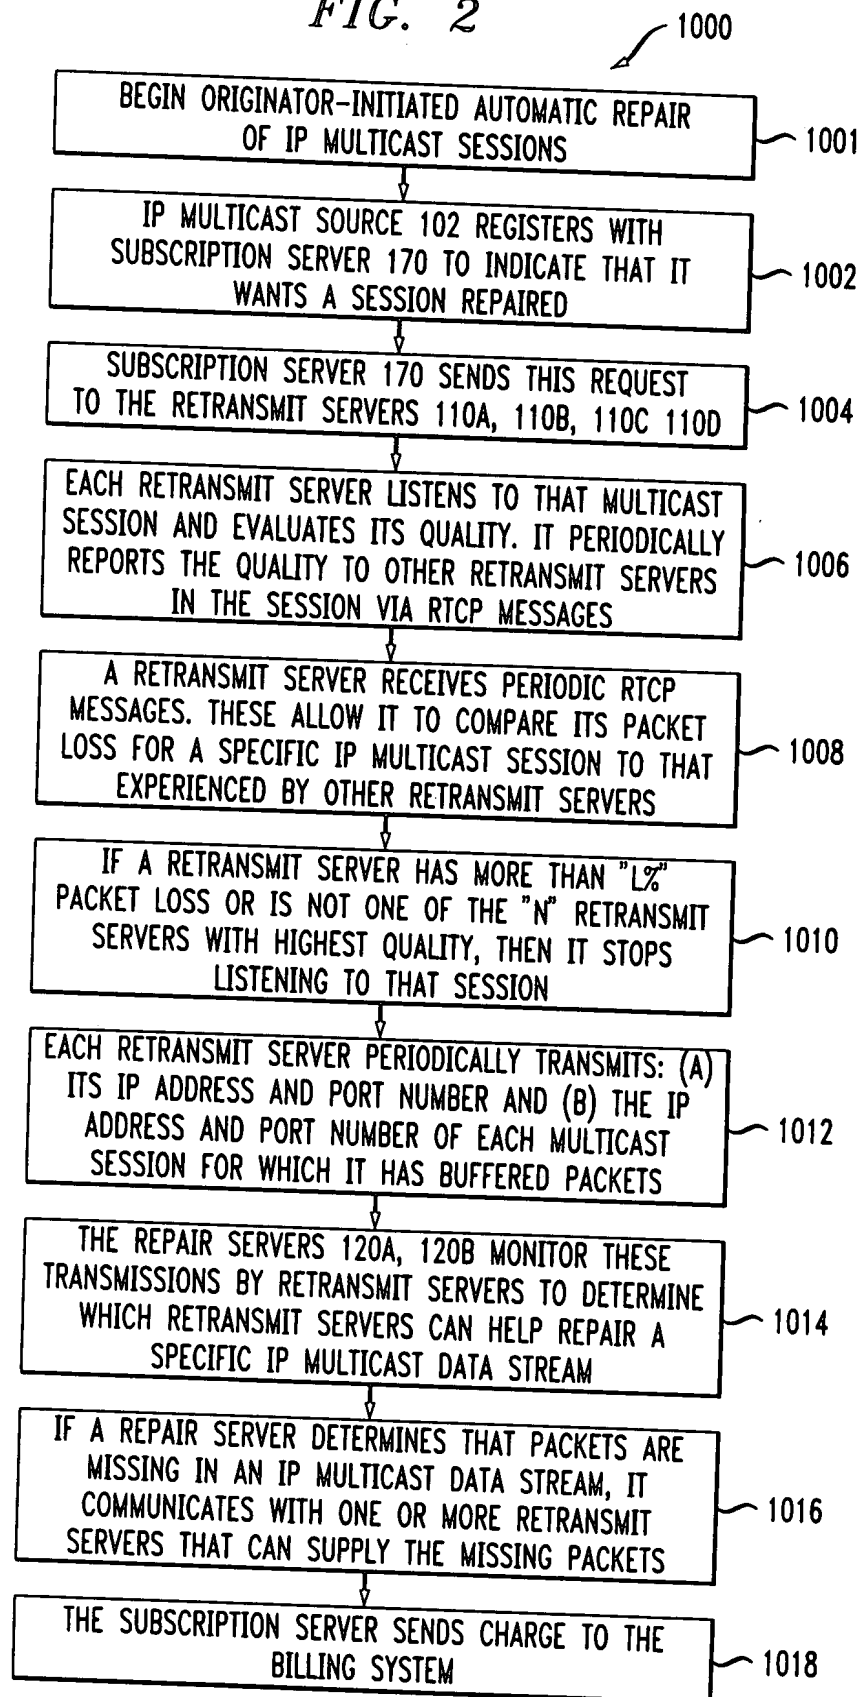 FIG. 2
1000
BEGIN ORIGINATOR-INITIATED AUTOMATIC REPAIR
OF IP MULTICAST SESSIONS
1001
IP MULTICAST SOURCE 102 REGISTERS WITH
SUBSCRIPTION SERVER 170 TO INDICATE THAT IT
WANTS A SESSION REPAIRED
1002
SUBSCRIPTION SERVER 170 SENDS THIS REQUEST
TO THE RETRANSMIT SERVERS 110A, 110B, 110C 110D
1004
EACH RETRANSMIT SERVER LISTENS TO THAT MULTICAST
SESSION AND EVALUATES ITS QUALITY. IT PERIODICALLY
REPORTS THE QUALITY TO OTHER RETRANSMIT SERVERS
IN THE SESSION VIA RTCP MESSAGES
1006
A RETRANSMIT SERVER RECEIVES PERIODIC RTCP
MESSAGES. THESE ALLOW IT TO COMPARE ITS PACKET
LOSS FOR A SPECIFIC IP MULTICAST SESSION TO THAT
EXPERIENCED BY OTHER RETRANSMIT SERVERS
1008
IF A RETRANSMIT SERVER HAS MORE THAN "L%"
PACKET LOSS OR IS NOT ONE OF THE "N" RETRANSMIT
SERVERS WITH HIGHEST QUALITY, THEN IT STOPS
LISTENING TO THAT SESSION
1010
EACH RETRANSMIT SERVER PERIODICALLY TRANSMITS: (A)
ITS IP ADDRESS AND PORT NUMBER AND (B) THE IP
ADDRESS AND PORT NUMBER OF EACH MULTICAST
SESSION FOR WHICH IT HAS BUFFERED PACKETS
1012
THE REPAIR SERVERS 120A, 120B MONITOR THESE
TRANSMISSIONS BY RETRANSMIT SERVERS TO DETERMINE
WHICH RETRANSMIT SERVERS CAN HELP REPAIR A
SPECIFIC IP MULTICAST DATA STREAM
1014
IF A REPAIR SERVER DETERMINES THAT PACKETS ARE
MISSING IN AN IP MULTICAST DATA STREAM, IT
COMMUNICATES WITH ONE OR MORE RETRANSMIT
SERVERS THAT CAN SUPPLY THE MISSING PACKETS
1016
THE SUBSCRIPTION SERVER SENDS CHARGE TO THE
BILLING SYSTEM
1018